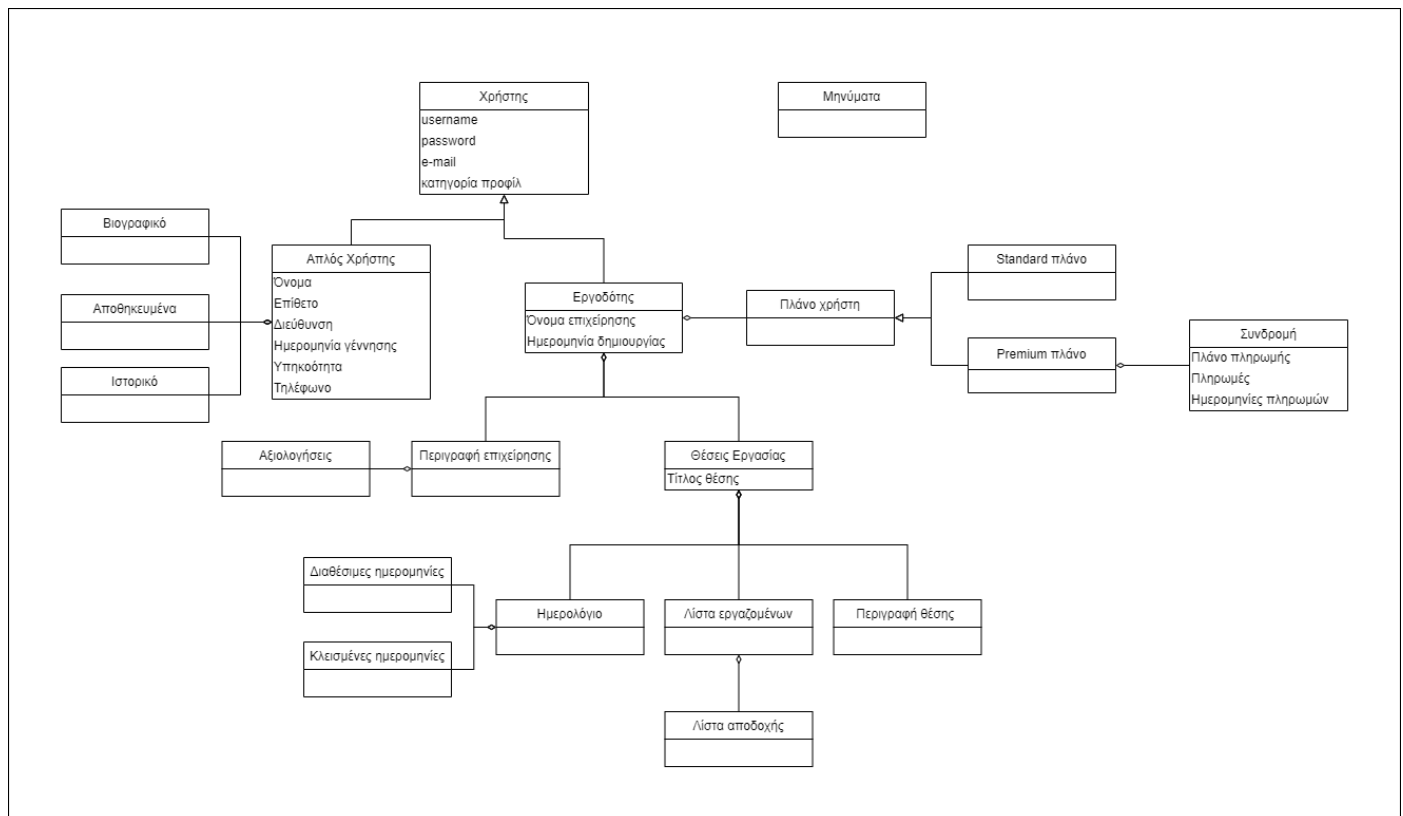 Χρήστης
username
password
e-mail
κατηγορία προφίλ
Μηνύματα
Βιογραφικό
Αποθηκευμένα
Ιστορικό
Απλός Χρήστης
Όνομα
Επίθετο
Διεύθυνση
Ημερομηνία γέννησης
Υπηκοότητα
Τηλέφωνο
Εργοδότης
Όνομα επιχείρησης
Ημερομηνία δημιουργίας
Πλάνο χρήστη
Standard πλάνο
Premium πλάνο
Συνδρομή
Πλάνο πληρωμής
Πληρωμές
Ημερομηνίες πληρωμών
Αξιολογήσεις
Περιγραφή επιχείρησης
Θέσεις Εργασίας
Τίτλος θέσης
Διαθέσιμες ημερομηνίες
Κλεισμένες ημερομηνίες
Ημερολόγιο
Λίστα εργαζομένων
Περιγραφή θέσης
Λίστα αποδοχής